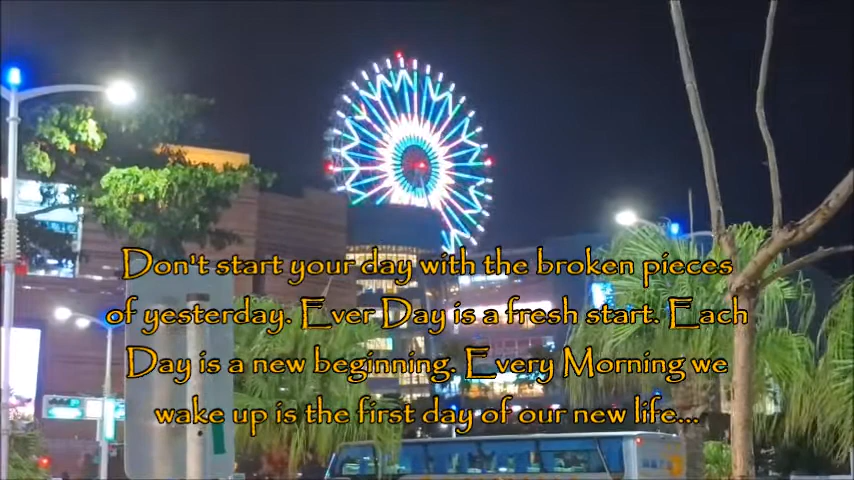 Don't start your day with the broken pieces
of yesterday. Ever Day is a fresh start. Each
Day is a new beginning. Every Morning we
wake up is the first day of our new life...